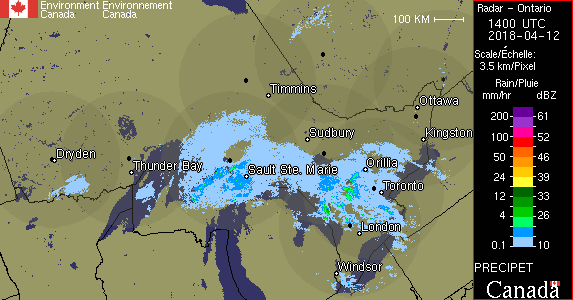 Environment Environnement
Canada Canada
100 KM
Timmins
Ottawa
Sudbury
Kingston
Dryden
Thunder Bay
Sault Ste. Marie
Orillia
Toronto
London
Windsor
Radar - Ontario
1400 UTC
2018-04-12
Scale/Échelle:
3.5 km/Pixel
Rain/Pluie
mm/hr dBZ
200 61
100 52
50 46
24 39
12 33
4 26
0.1 10
PRECIPET
Canada